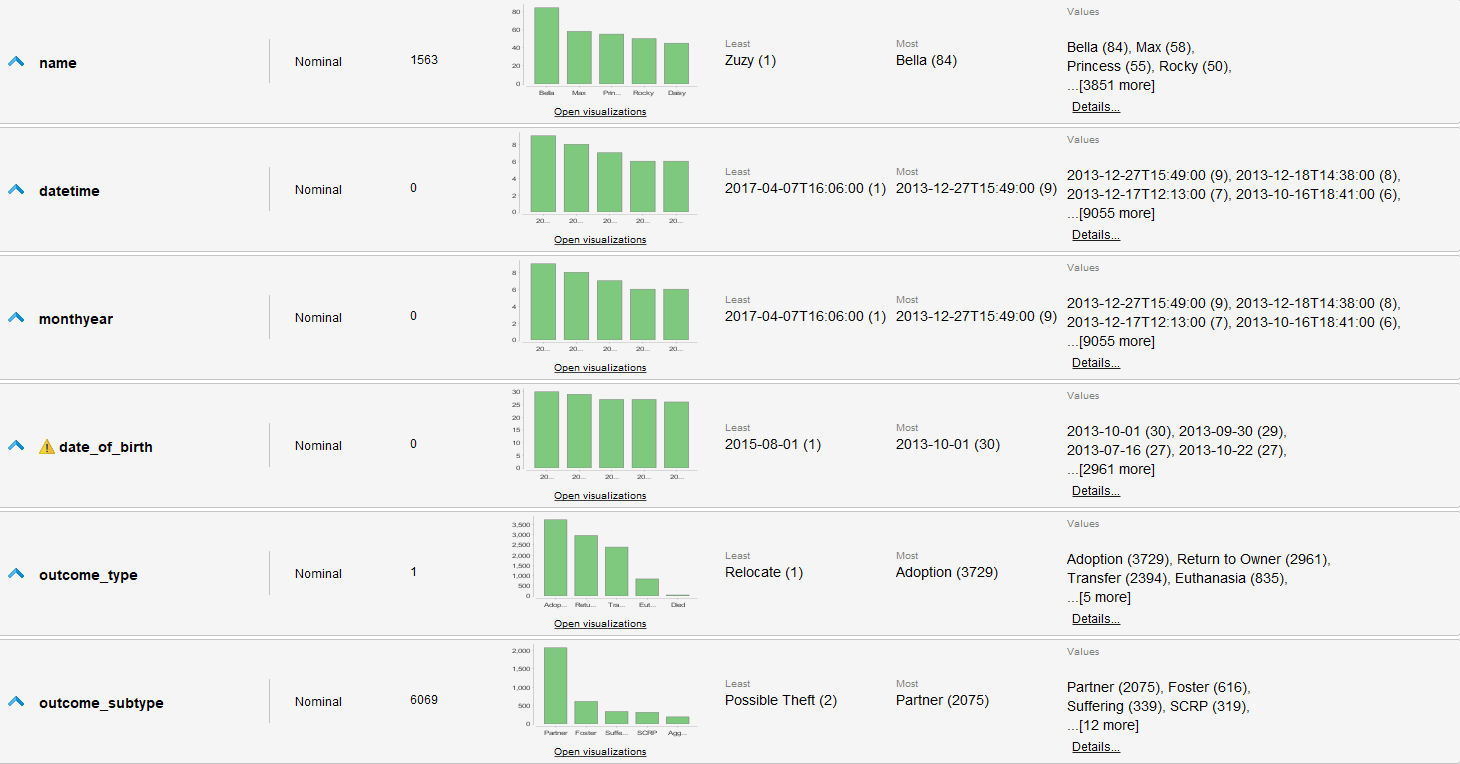 name
Nominal
1563
80
60
40
20
0
Bella Max Prin... Rocky Daisy
Open visualizations
Least
Zuzy (1)
Most
Bella (84)
Values
Bella (84), Max (58),
Princess (55), Rocky (50),
...[3851 more]
Details...
datetime
Nominal
0
8
6
4
2
0
20... 20... 20... 20... 20...
Open visualizations
Least
2017-04-07T16:06:00 (1)
Most
2013-12-27T15:49:00 (9)
Values
2013-12-27T15:49:00 (9), 2013-12-18T14:38:00 (8),
2013-12-17T12:13:00 (7), 2013-10-16T18:41:00 (6),
...[9055 more]
Details...
monthyear
Nominal
0
8
6
4
2
0
20... 20... 20... 20... 20...
Open visualizations
Least
2017-04-07T16:06:00 (1)
Most
2013-12-27T15:49:00 (9)
Values
2013-12-27T15:49:00 (9), 2013-12-18T14:38:00 (8),
2013-12-17T12:13:00 (7), 2013-10-16T18:41:00 (6),
...[9055 more]
Details...
date_of_birth
Nominal
0
30
25
20
15
10
5
0
20... 20... 20... 20... 20...
Open visualizations
Least
2015-08-01 (1)
Most
2013-10-01 (30)
Values
2013-10-01 (30), 2013-09-30 (29),
2013-07-16 (27), 2013-10-22 (27),
...[2961 more]
Details...
outcome_type
Nominal
1
3,500
3,000
2,500
2,000
1,500
1,000
500
0
Adop... Retu... Tra... Eut... Died
Open visualizations
Least
Relocate (1)
Most
Adoption (3729)
Values
Adoption (3729), Return to Owner (2961),
Transfer (2394), Euthanasia (835),
...[5 more]
Details...
outcome_subtype
Nominal
6069
2,000
1,500
1,000
500
0
Partner Foster Suffe... SCRP Agg...
Open visualizations
Least
Possible Theft (2)
Most
Partner (2075)
Values
Partner (2075), Foster (616),
Suffering (339), SCRP (319),
...[12 more]
Details...